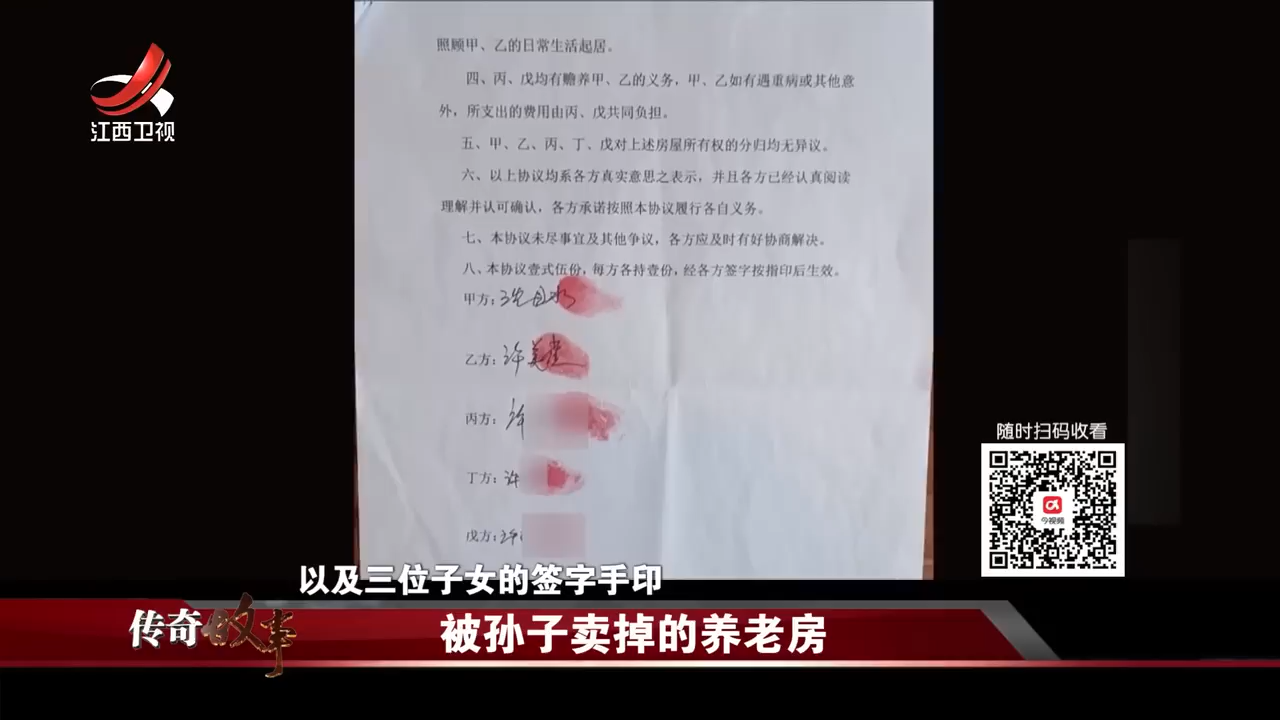 江西卫视
照顾甲、乙的日常生活起居。
四、丙、戊均有赡养甲、乙的义务，甲、乙如有遇重病或其他意
外，所支出的费用由丙、戊共同负担。
五、甲、乙、丙、丁、戊对上述房屋所有权的分归均无异议。
六、以上协议均系各方真实意思之表示，并且各方已经认真阅读
理解并认可确认，各方承诺按照本协议履行各自义务。
七、本协议未尽事宜及其他争议，各方应及时有好协商解决。
八、本协议壹式伍份，每方各持壹份，经各方签字按指印后生效。
甲方：
乙方：许美堂
丙方：许
丁方：许
戊方：许
随时扫码收看
今视频
以及三位子女的签字手印
传奇故事
被孙子卖掉的养老房